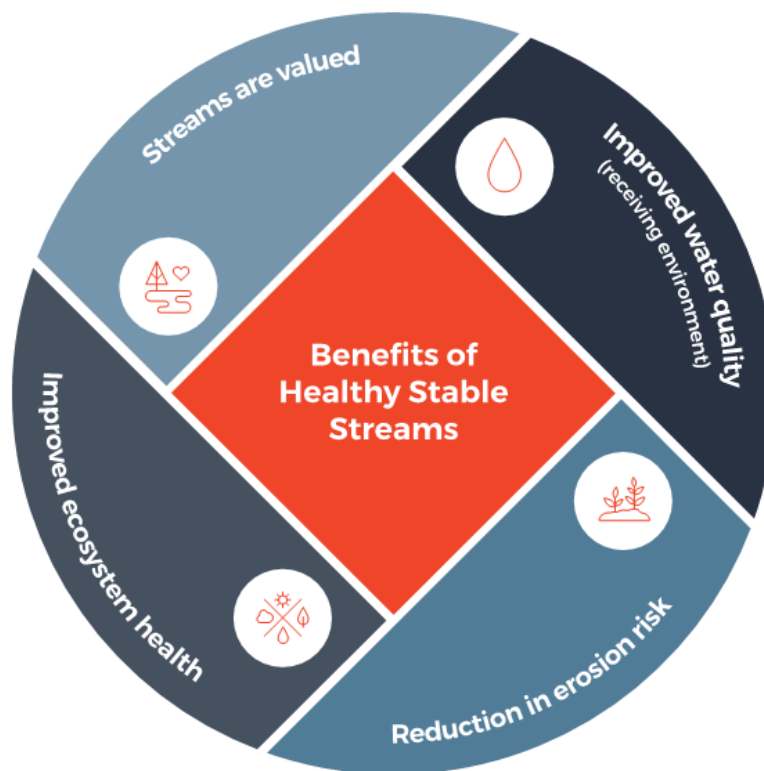 Streams are valued
Improved water quality
(receiving environment)
Benefits of
Healthy Stable
Streams
Improved ecosystem health
Reduction in erosion risk